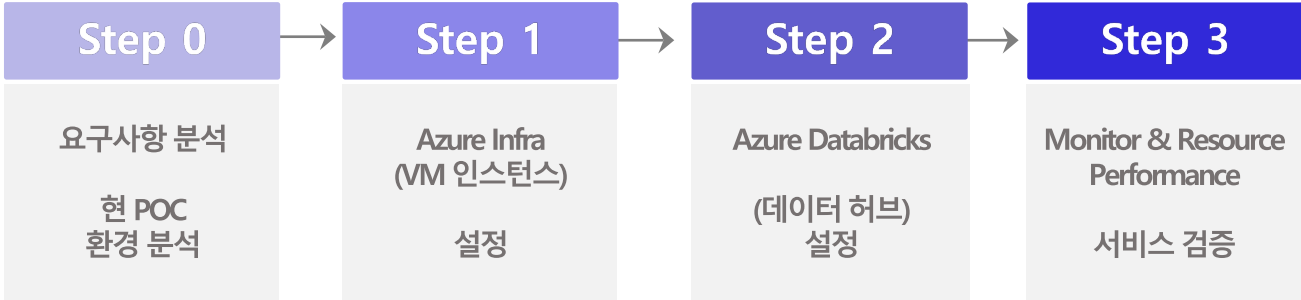 Step 0
요구사항 분석
현 POC
환경 분석
Step 1
Azure Infra
(VM 인스턴스)
설정
Step 2
Azure Databricks
(데이터 허브)
설정
Step 3
Monitor & Resource
Performance
서비스 검증